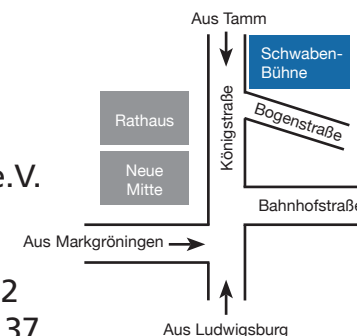 Aus Tamm
Schwaben-
Bühne
Königstraße
Bogenstraße
Rathaus
Neue
Mitte
e.V.
Bahnhofstraße
Aus Markgröningen
2
37
Aus Ludwigsburg